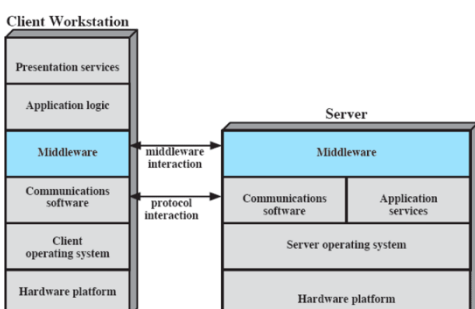 Client Workstation
Presentation services
Application logic
Middleware
Communications
software
Client
operating system
Hardware platform
middleware
interaction
protocol
interaction
Server
Middleware
Communications
software
Application
services
Server operating system
Hardware platform